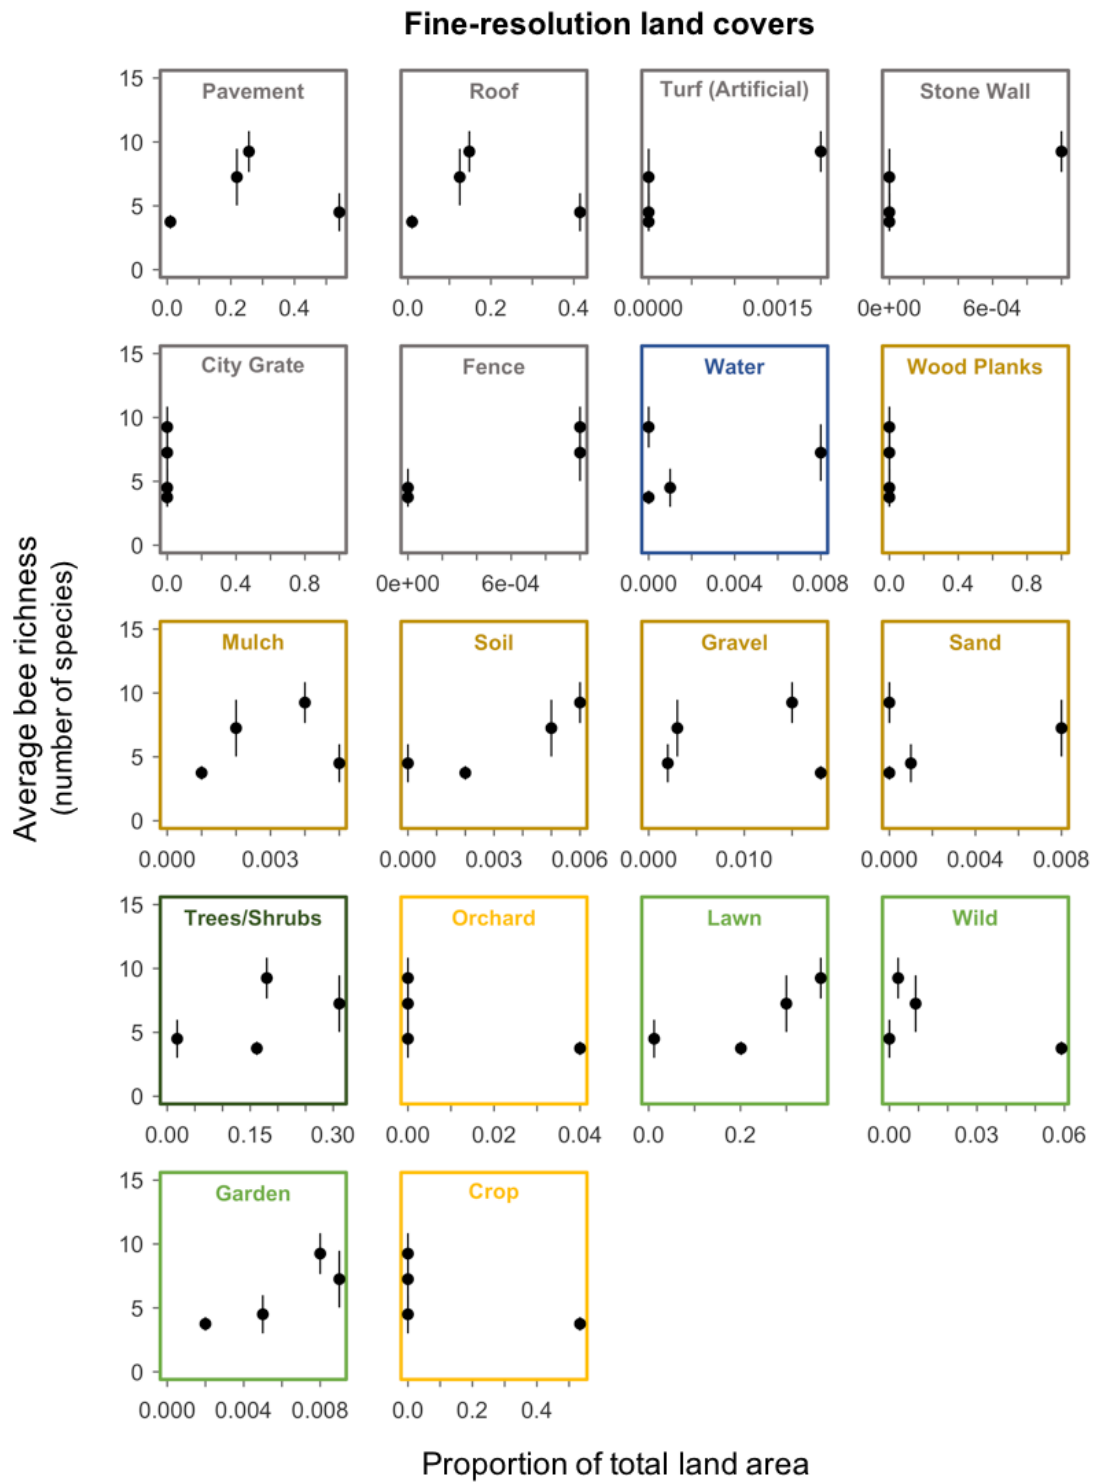 Fine-resolution land covers
Pavement Roof Turf (Artificial) Stone Wall
15
10
5
0
0.0 0.2 0.4 0.0 0.2 0.4 0.0000 0.0015 0e+00 6e-04
City Grate Fence Water Wood Planks
15
10
5
0
0.0 0.4 0.8 0e+00 6e-04 0.000 0.004 0.008 0.0 0.4 0.8
Average bee richness
(number of species)
Mulch Soil Gravel Sand
15
10
5
0
0.000 0.003 0.000 0.003 0.006 0.000 0.010 0.000 0.004 0.008
Trees/Shrubs Orchard Lawn Wild
15
10
5
0
0.00 0.15 0.30 0.00 0.02 0.04 0.0 0.2 0.00 0.03 0.06
Garden Crop
15
10
5
0
0.000 0.004 0.008 0.0 0.2 0.4
Proportion of total land area